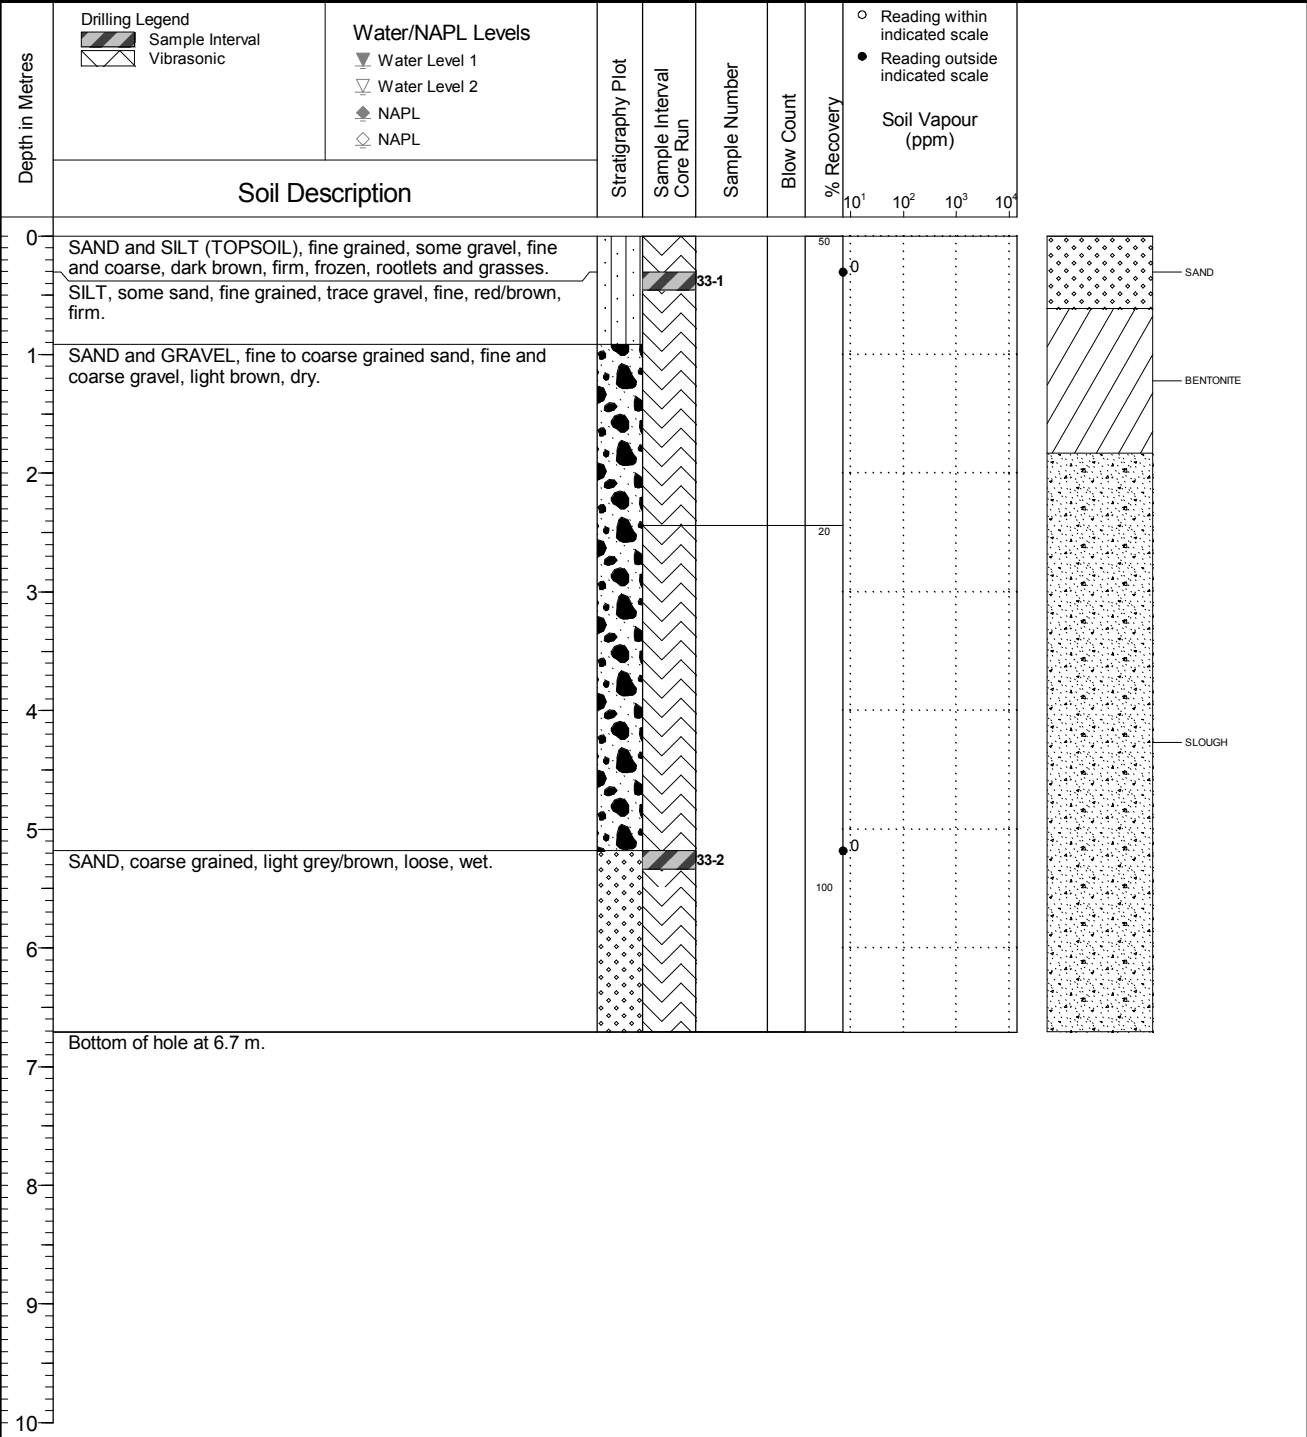 Drilling Legend
Sample Interval
Vibrasonic
Water/NAPL Levels
Water Level 1
Water Level 2
NAPL
NAPL
Depth in Metres
Soil Description
Stratigraphy Plot
Sample Interval
Core Run
Sample Number
Blow Count
% Recovery
Reading within
indicated scale
Reading outside
indicated scale
Soil Vapour
(ppm)
10¹ 10² 10³ 10⁴
0
SAND and SILT (TOPSOIL), fine grained, some gravel, fine
and coarse, dark brown, firm, frozen, rootlets and grasses.
50
0
SAND
33-1
SILT, some sand, fine grained, trace gravel, fine, red/brown,
firm.
1
SAND and GRAVEL, fine to coarse grained sand, fine and
coarse gravel, light brown, dry.
BENTONITE
2
20
3
4
SLOUGH
5
0
SAND, coarse grained, light grey/brown, loose, wet.
33-2
100
6
Bottom of hole at 6.7 m.
7
8
9
10